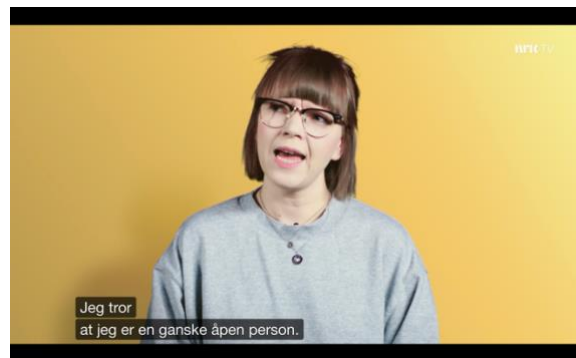 nrk TV
Jeg tror
at jeg er en ganske åpen person.